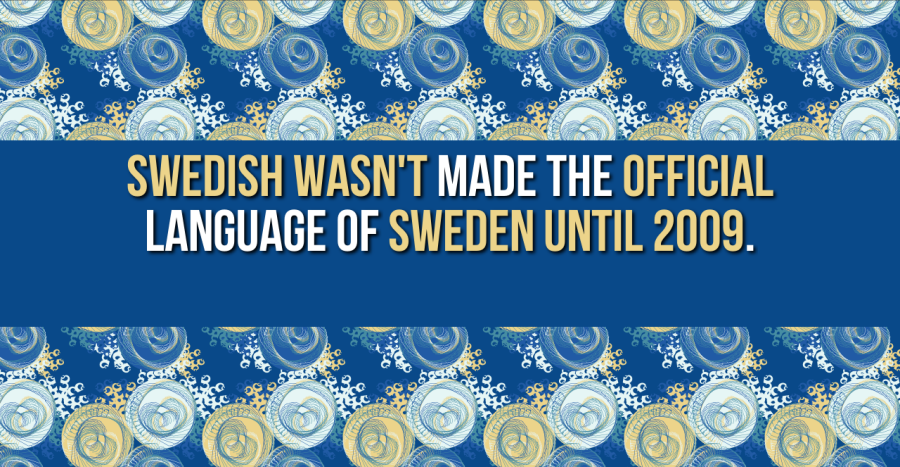 SWEDISH WASN'T MADE THE OFFICIAL
LANGUAGE OF SWEDEN UNTIL 2009.